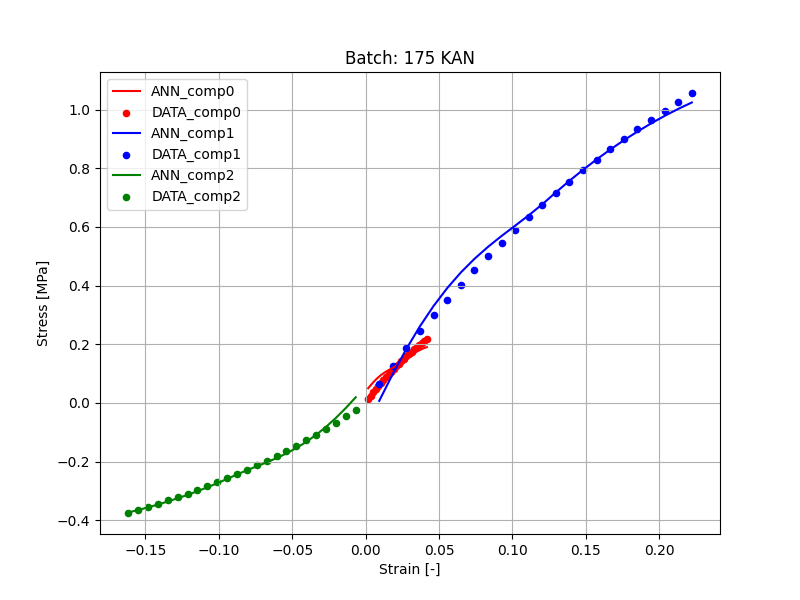 Batch: 175 KAN
ANN_comp0
DATA_comp0
ANN_comp1
DATA_comp1
ANN_comp2
DATA_comp2
1.0
0.8
0.6
0.4
0.2
0.0
−0.2
−0.4
Stress [MPa]
−0.15 −0.10 −0.05 0.00 0.05 0.10 0.15 0.20
Strain [-]